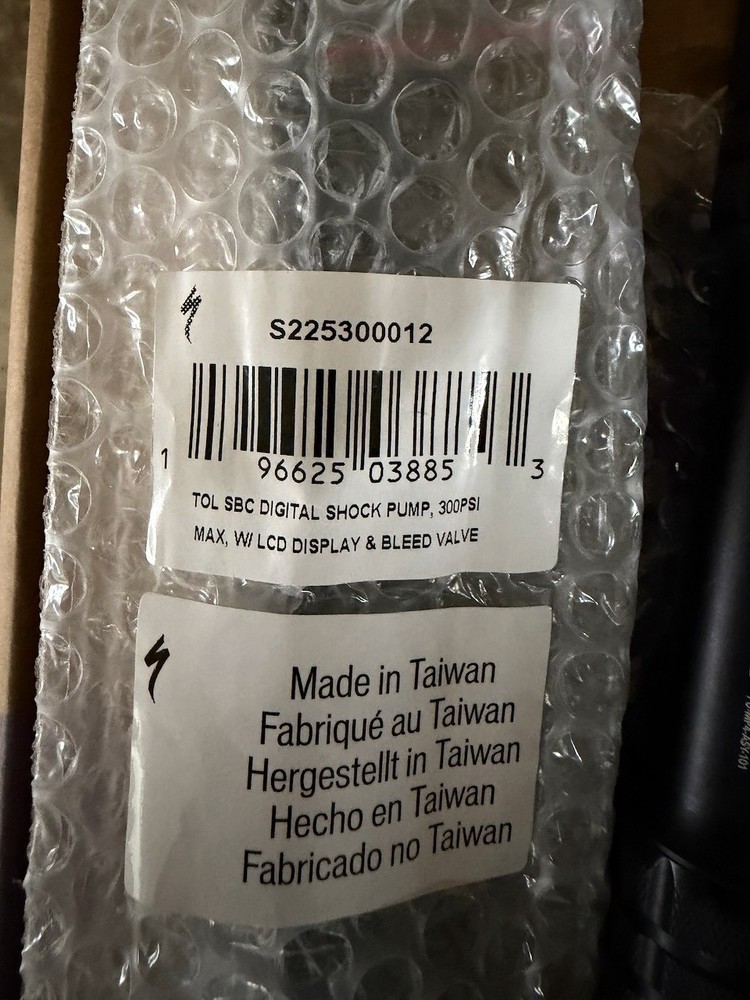 S225300012
1 96625 03885 3
TOL SBC DIGITAL SHOCK PUMP, 300PSI
MAX, W/ LCD DISPLAY & BLEED VALVE
Made in Taiwan
Fabriqué au Taiwan
Hergestellt in Taiwan
Hecho en Taiwan
Fabricado no Taiwan